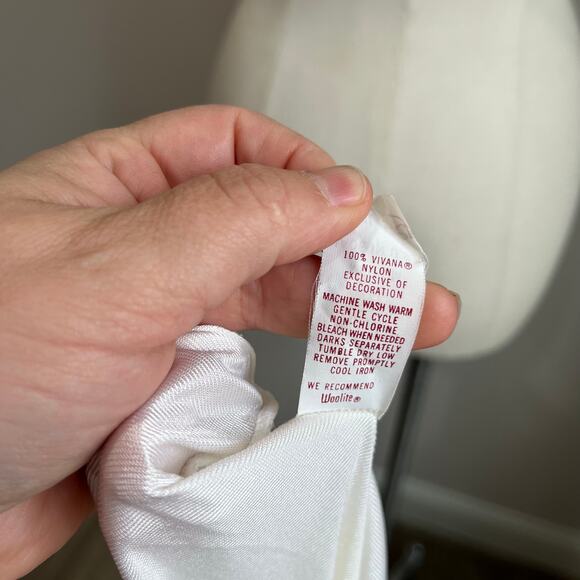 100% VIVANA®
NYLON
EXCLUSIVE OF
DECORATION
MACHINE WASH WARM
GENTLE CYCLE
NON-CHLORINE
BLEACH WHEN NEEDED
DARKS SEPARATELY
TUMBLE DRY LOW
REMOVE PROMPTLY
COOL IRON
WE RECOMMEND
Woolite®